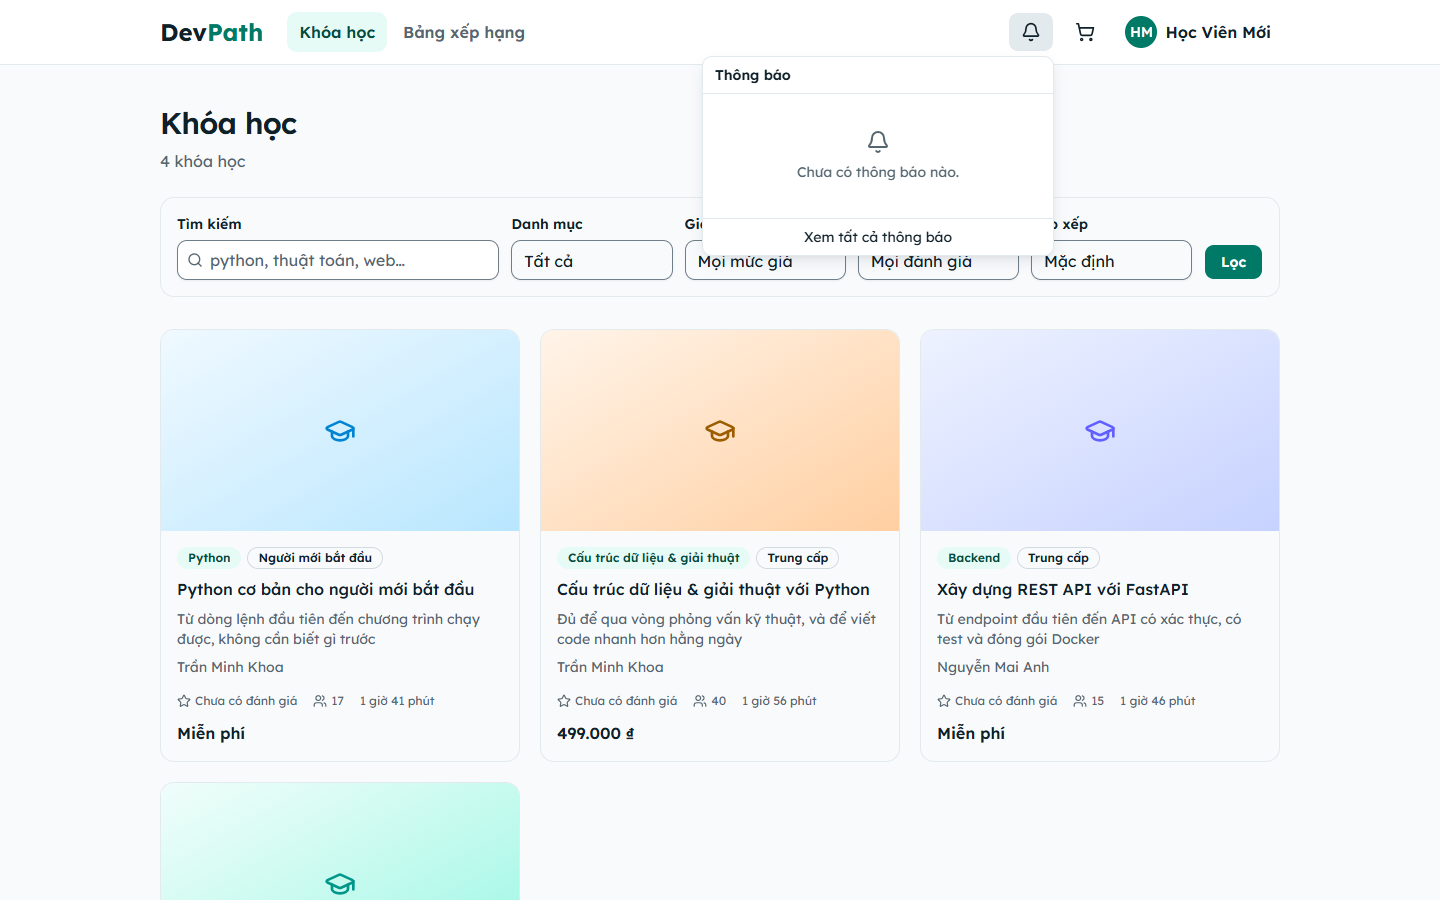 DevPath
Khóa học
Bảng xếp hạng
HM
Học Viên Mới
Thông báo
Chưa có thông báo nào.
Xem tất cả thông báo
Khóa học
4 khóa học
Tìm kiếm
python, thuật toán, web...
Danh mục
Tất cả
Mọi mức giá
Mọi đánh giá
xếp
Mặc định
Lọc
Python
Người mới bắt đầu
Python cơ bản cho người mới bắt đầu
Từ dòng lệnh đầu tiên đến chương trình chạy
được, không cần biết gì trước
Trần Minh Khoa
Chưa có đánh giá
17
1 giờ 41 phút
Miễn phí
Cấu trúc dữ liệu & giải thuật
Trung cấp
Cấu trúc dữ liệu & giải thuật với Python
Đủ để qua vòng phỏng vấn kỹ thuật, và để viết
code nhanh hơn hằng ngày
Trần Minh Khoa
Chưa có đánh giá
40
1 giờ 56 phút
499.000 ₫
Backend
Trung cấp
Xây dựng REST API với FastAPI
Từ endpoint đầu tiên đến API có xác thực, có
test và đóng gói Docker
Nguyễn Mai Anh
Chưa có đánh giá
15
1 giờ 46 phút
Miễn phí